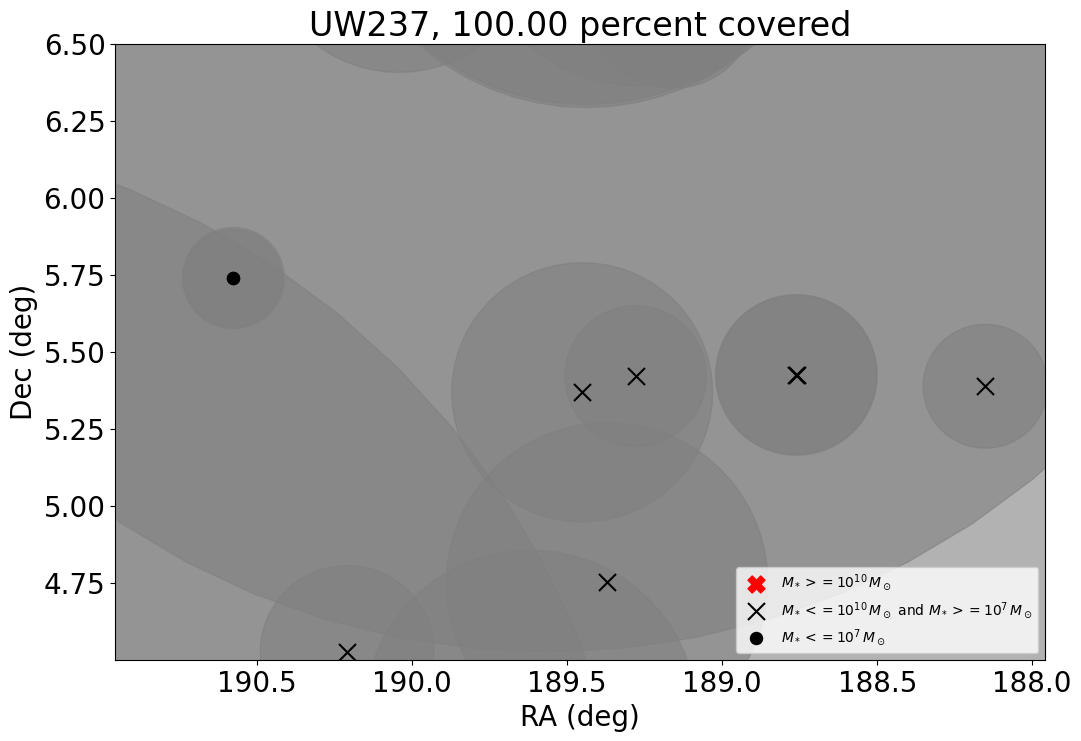 UW237, 100.00 percent covered
6.50
6.25
6.00
5.75
5.50
5.25
5.00
4.75
Dec (deg)
M* >= 10^10 M⊙
M* <= 10^10 M⊙ and M* >= 10^7 M⊙
M* <= 10^7 M⊙
190.5 190.0 189.5 189.0 188.5 188.0
RA (deg)